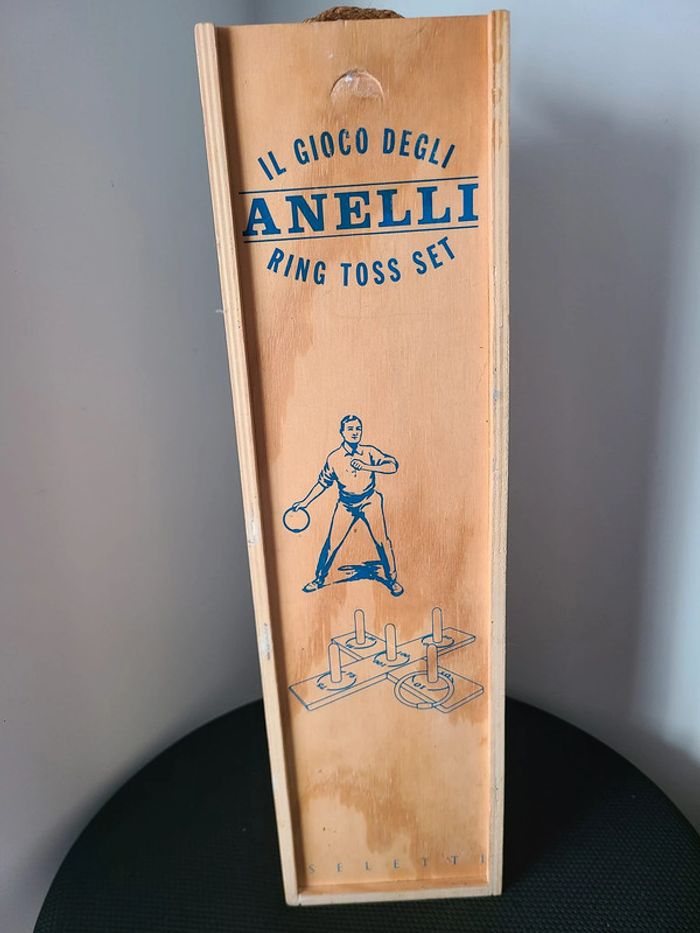 IL GIOCO DEGLI
ANELLI
RING TOSS SET
SELETTI